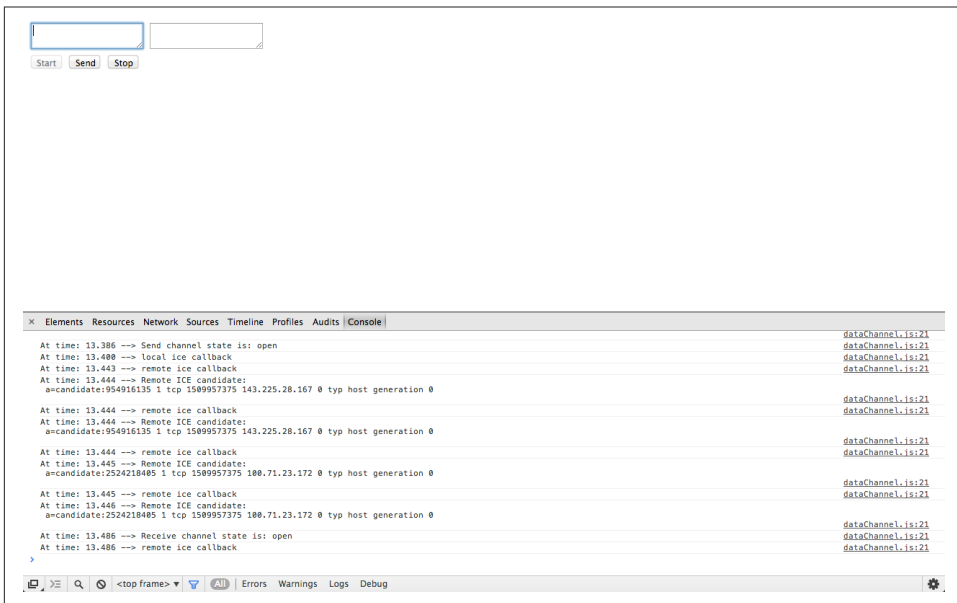 Start Send Stop
× Elements Resources Network Sources Timeline Profiles Audits Console
dataChannel.js:21
At time: 13.386 --> Send channel state is: open dataChannel.js:21
At time: 13.400 --> local ice callback dataChannel.js:21
At time: 13.443 --> remote ice callback dataChannel.js:21
At time: 13.444 --> Remote ICE candidate:
a=candidate:954916135 1 tcp 1509957375 143.225.28.167 0 typ host generation 0
dataChannel.js:21
At time: 13.444 --> remote ice callback dataChannel.js:21
At time: 13.444 --> Remote ICE candidate:
a=candidate:954916135 1 tcp 1509957375 143.225.28.167 0 typ host generation 0
dataChannel.js:21
At time: 13.444 --> remote ice callback dataChannel.js:21
At time: 13.445 --> Remote ICE candidate:
a=candidate:2524218405 1 tcp 1509957375 100.71.23.172 0 typ host generation 0
dataChannel.js:21
At time: 13.445 --> remote ice callback dataChannel.js:21
At time: 13.446 --> Remote ICE candidate:
a=candidate:2524218405 1 tcp 1509957375 100.71.23.172 0 typ host generation 0
dataChannel.js:21
At time: 13.486 --> Receive channel state is: open dataChannel.js:21
At time: 13.486 --> remote ice callback dataChannel.js:21
>
<top frame> ▼ All Errors Warnings Logs Debug